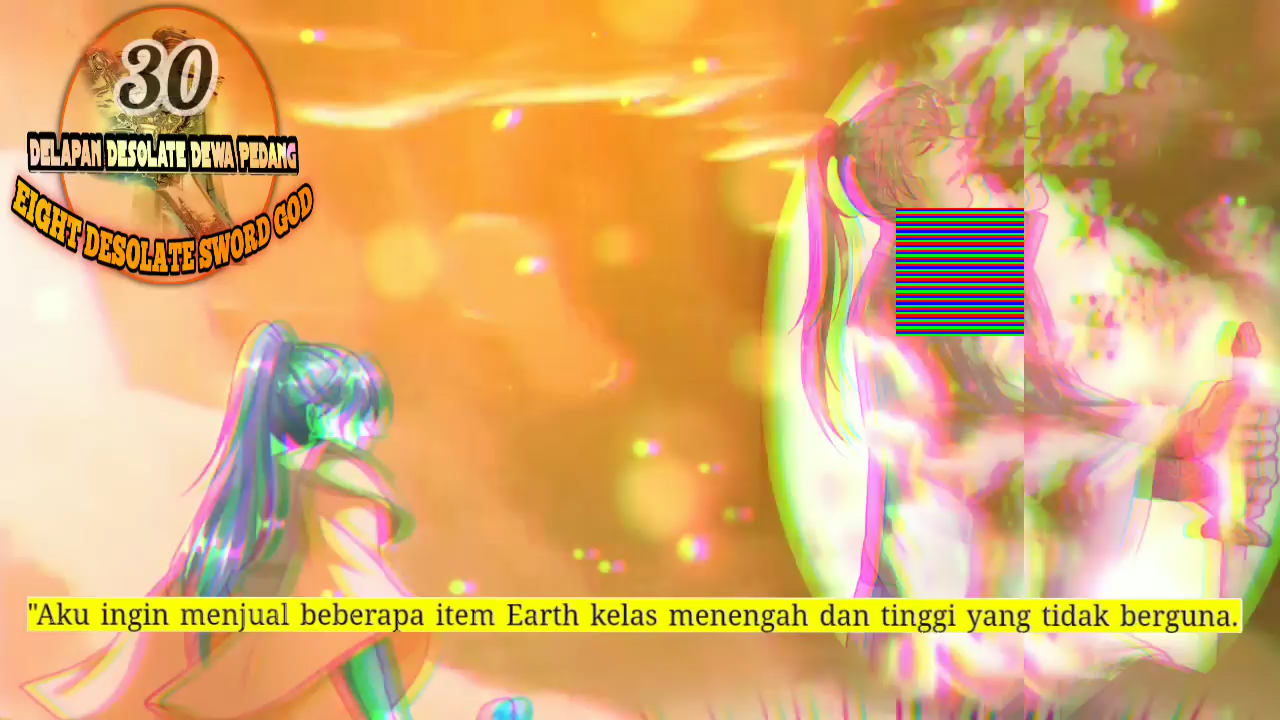 30
DELAPAN DESOLATE DEWA PEDANG
EIGHT DESOLATE SWORD GOD
"Aku ingin menjual beberapa item Earth kelas menengah dan tinggi yang tidak berguna.